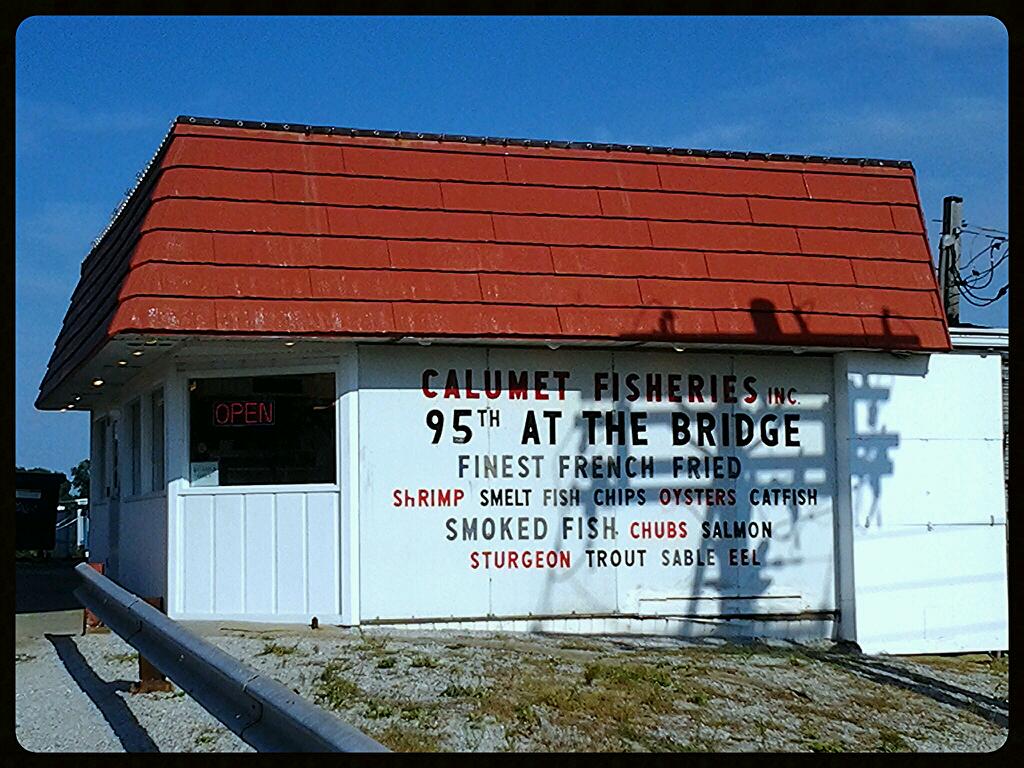 OPEN
CALUMET FISHERIES INC.
95TH AT THE BRIDGE
FINEST FRENCH FRIED
ShRIMP SMELT FISH CHIPS OYSTERS CATFISH
SMOKED FISH CHUBS SALMON
STURGEON TROUT SABLE EEL